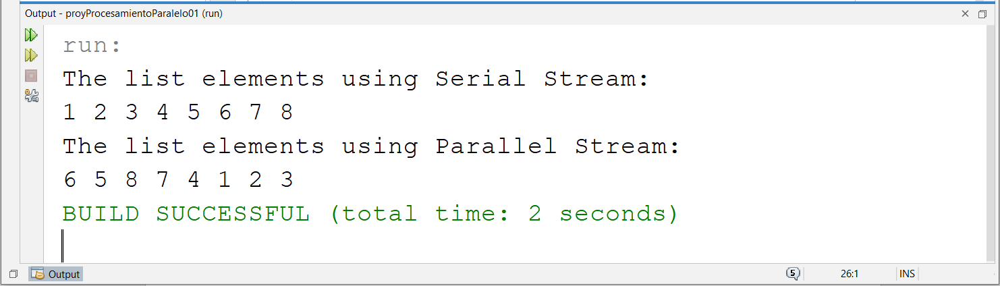 Output - proyProcesamientoParalelo01 (run)
run:
The list elements using Serial Stream:
1 2 3 4 5 6 7 8
The list elements using Parallel Stream:
6 5 8 7 4 1 2 3
BUILD SUCCESSFUL (total time: 2 seconds)
Output
5
26:1
INS